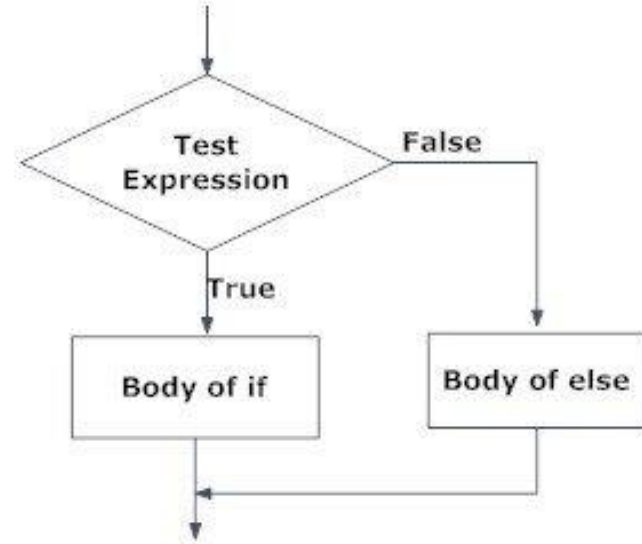 Test
Expression
False
True
Body of if
Body of else